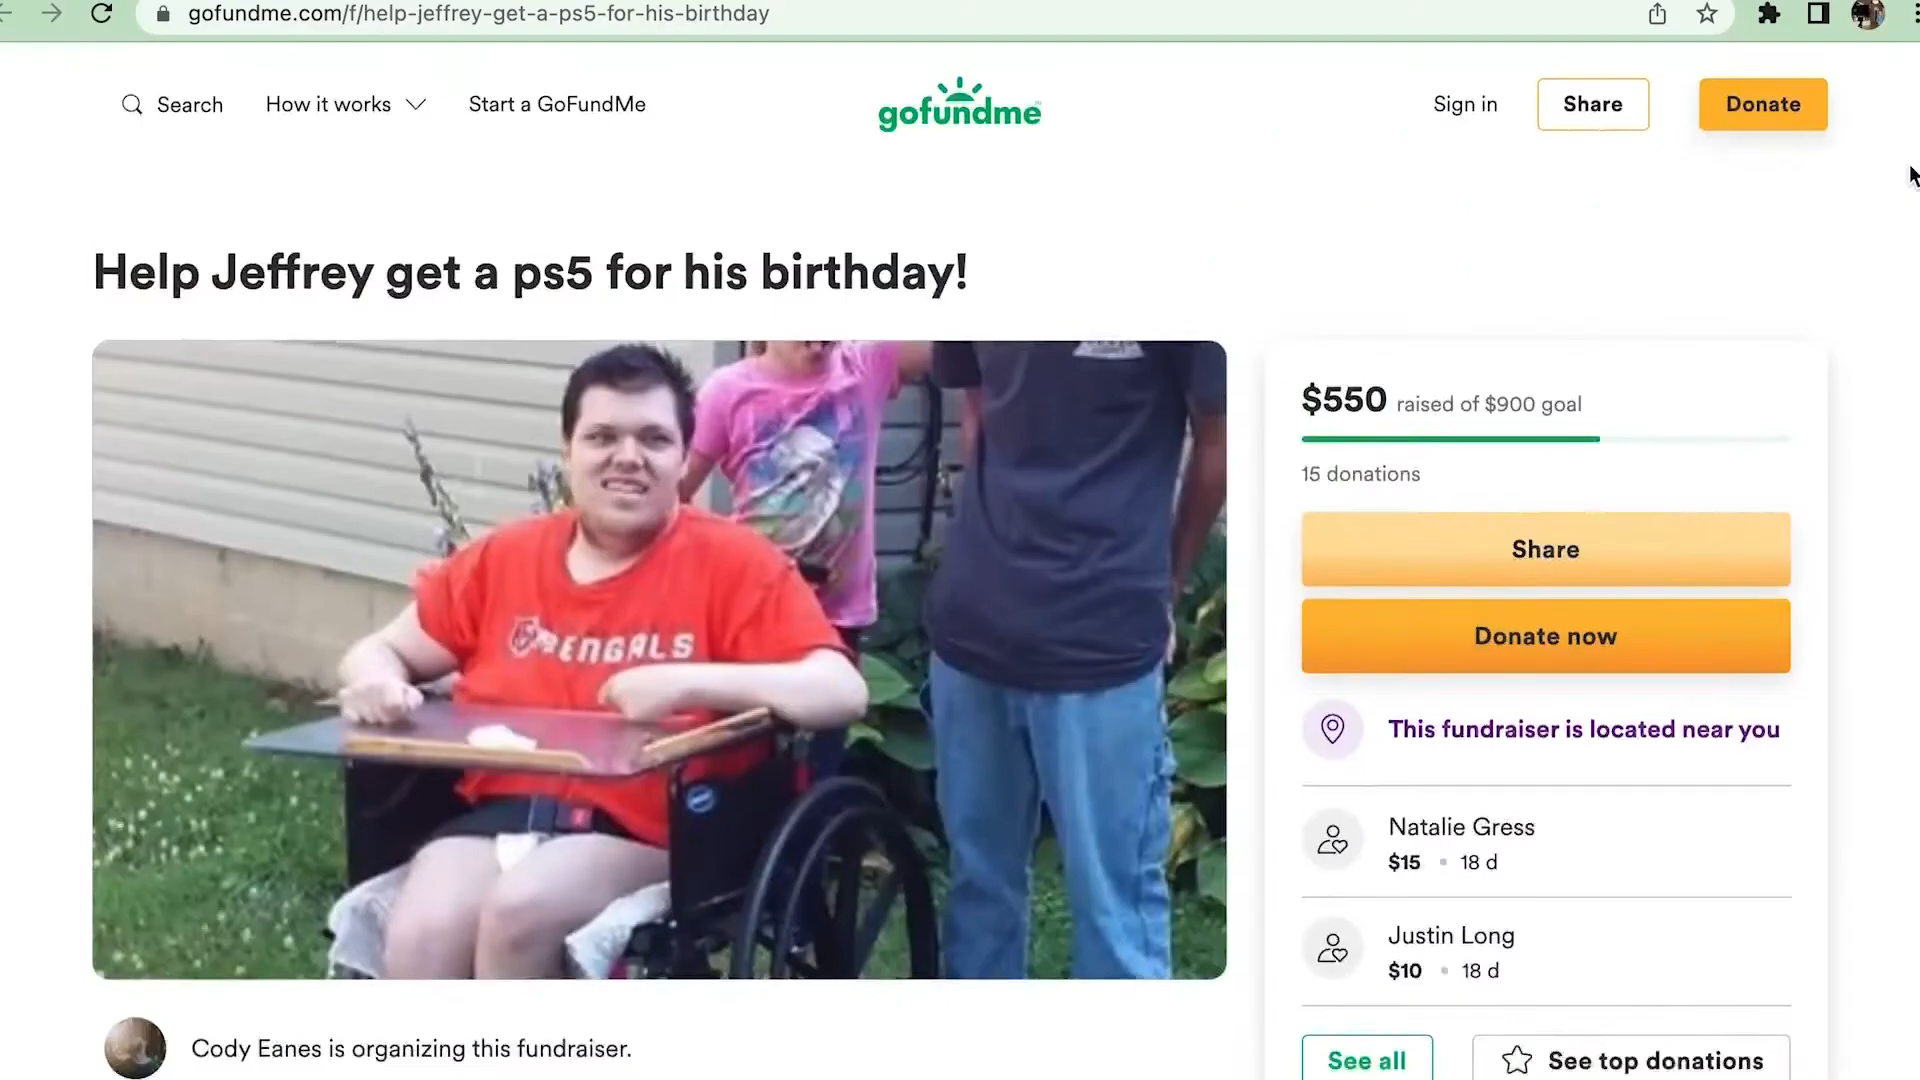 gofundme.com/f/help-jeffrey-get-a-ps5-for-his-birthday
Search
How it works
Start a GoFundMe
gofundme
Sign in
Share
Donate
Help Jeffrey get a ps5 for his birthday!
BENGALS
$550 raised of $900 goal
15 donations
Share
Donate now
This fundraiser is located near you
Natalie Gress
$15 • 18 d
Justin Long
$10 • 18 d
See all
See top donations
Cody Eanes is organizing this fundraiser.